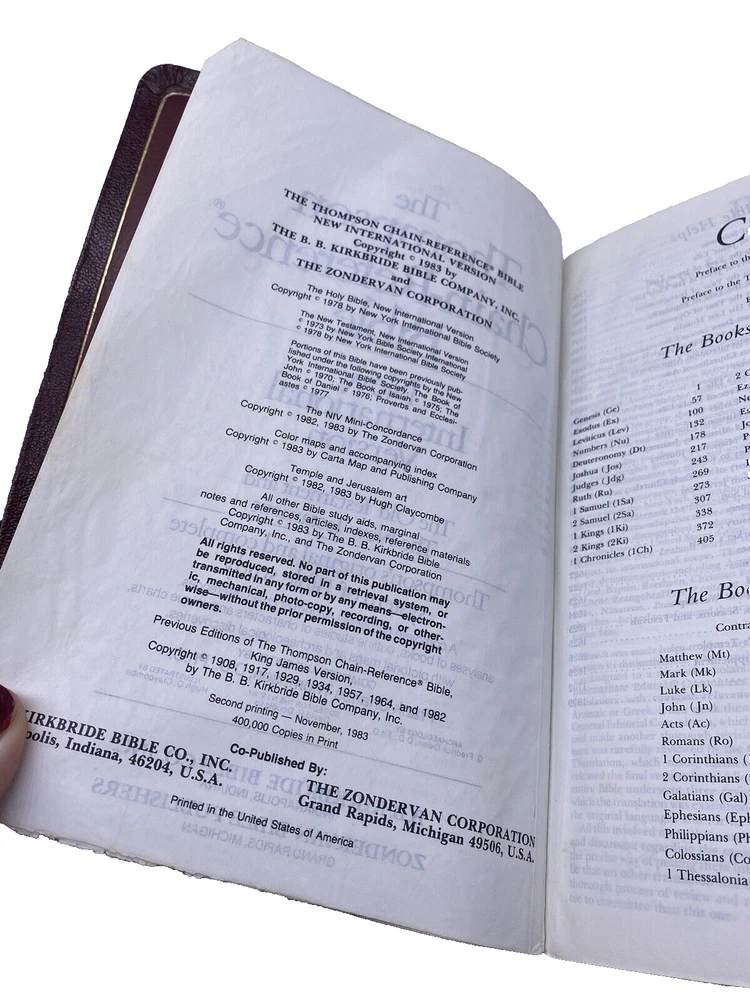 THE THOMPSON CHAIN-REFERENCE® BIBLE
NEW INTERNATIONAL VERSION
Copyright © 1983 by
THE B. B. KIRKBRIDE BIBLE COMPANY, INC.
and
THE ZONDERVAN CORPORATION
The Holy Bible, New International Version
Copyright © 1978 by New York International Bible Society
The New Testament, New International Version
© 1973 by New York Bible Society International
© 1978 by New York International Bible Society
Portions of this Bible have been previously pub-
lished under the following copyrights by the New
York International Bible Society, The Book of
John © 1970; The Book of Isaiah © 1975; The
Book of Daniel © 1976; Proverbs and Ecclesi-
astes © 1977
The NIV Mini-Concordance
Copyright © 1982, 1983 by The Zondervan Corporation
Color maps and accompanying index
Copyright © 1983 by Carta Map and Publishing Company
Temple and Jerusalem art
Copyright © 1982, 1983 by Hugh Claycombe
All other Bible study aids, marginal
notes and references, articles, indexes, reference materials
Copyright © 1983 by The B. B. Kirkbride Bible
Company, Inc., and The Zondervan Corporation
All rights reserved. No part of this publication may
be reproduced, stored in a retrieval system, or
transmitted in any form or by any means—electron-
ic, mechanical, photo-copy, recording, or other-
wise—without the prior permission of the copyright
owners.
Previous Editions of The Thompson Chain-Reference® Bible,
King James Version,
Copyright © 1908, 1917, 1929, 1934, 1957, 1964, and 1982
by The B. B. Kirkbride Bible Company, Inc.
Second printing — November, 1983
400,000 Copies in Print
Co-Published By:
KIRKBRIDE BIBLE CO., INC.
polis, Indiana, 46204, U.S.A.
THE ZONDERVAN CORPORATION
Grand Rapids, Michigan 49506, U.S.A.
Printed in the United States of America
C
Preface to th
Preface to the T
The Books
Genesis (Ge) 1 2 C
Exodus (Ex) 57 Ez
Leviticus (Lev) 100 Ne
Numbers (Nu) 132 Es
Deuteronomy (Dt) 178 Jo
Joshua (Jos) 217 P
Judges (Jdg) 243
Ruth (Ru) 269
1 Samuel (1Sa) 273
2 Samuel (2Sa) 307
1 Kings (1Ki) 338
2 Kings (2Ki) 372
1 Chronicles (1Ch) 405
The Boo
Contra
Matthew (Mt)
Mark (Mk)
Luke (Lk)
John (Jn)
Acts (Ac)
Romans (Ro)
1 Corinthians (1
2 Corinthians (
Galatians (Gal)
Ephesians (Eph
Philippians (Ph
Colossians (Co
1 Thessalonia